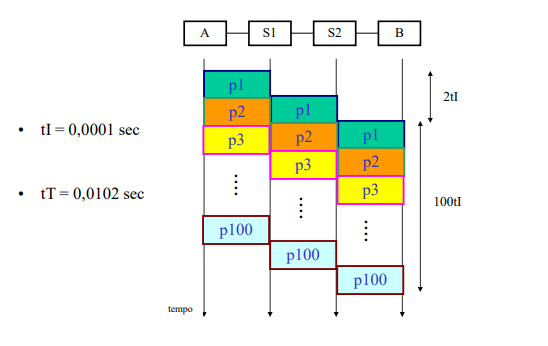 A S1 S2 B
p1
p2 p1
p3 p2 p1
p3 p2
p3
p100
p100
p100
2tI
100tI
• tI = 0,0001 sec
• tT = 0,0102 sec
tempo